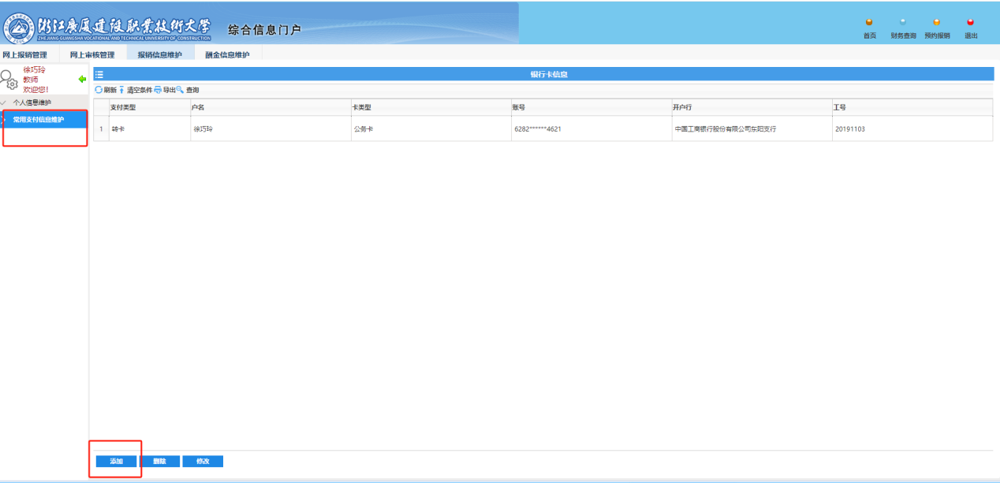 浙江广厦建设职业技术大学
ZHEJIANG GUANGSHA VOCATIONAL AND TECHNICAL UNIVERSITY OF CONSTRUCTION
综合信息门户
首页 财务查询 预约报销 退出
网上报销管理 网上审核管理 报销信息维护 酬金信息维护
徐巧玲
教师
欢迎您!
个人信息维护
常用支付信息维护
银行卡信息
刷新 清空条件 导出 查询
支付类型 户名 卡类型 账号 开户行 工号
1 转卡 徐巧玲 公务卡 6282******4621 中国工商银行股份有限公司东阳支行 20191103
添加 删除 修改